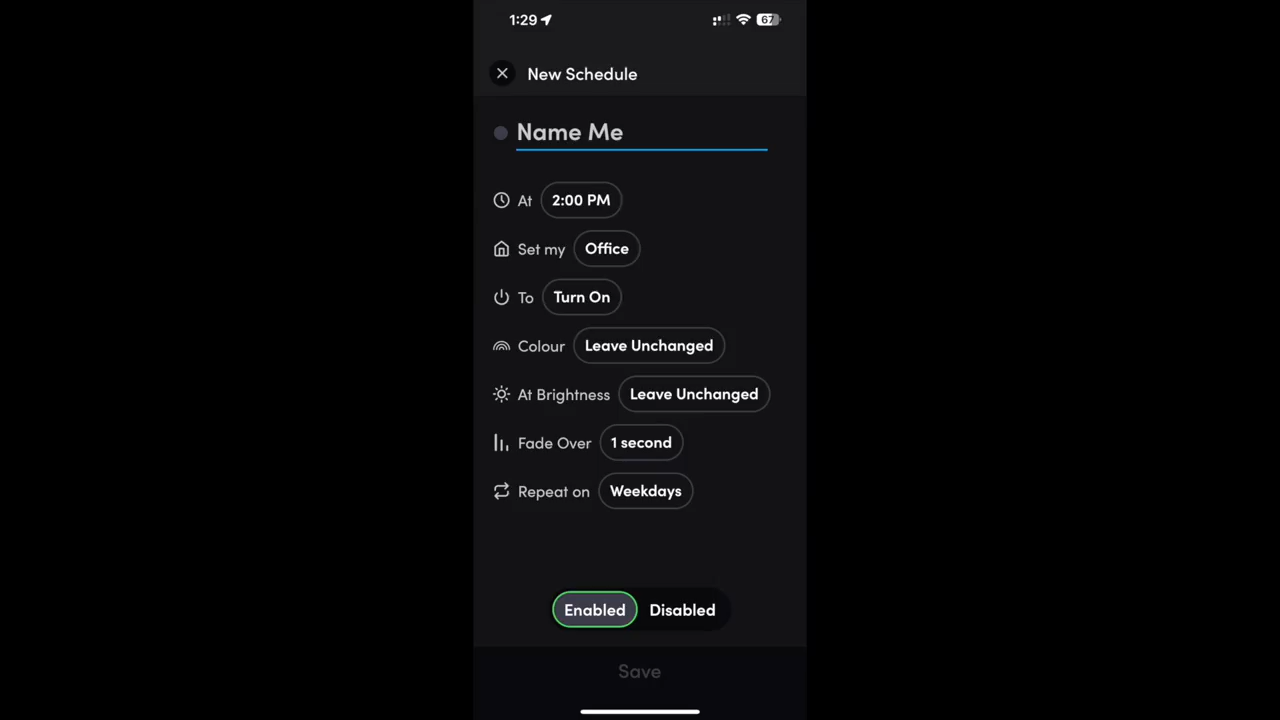 1:29
67
New Schedule
Name Me
At 2:00 PM
Set my Office
To Turn On
Colour Leave Unchanged
At Brightness Leave Unchanged
Fade Over 1 second
Repeat on Weekdays
Enabled Disabled
Save